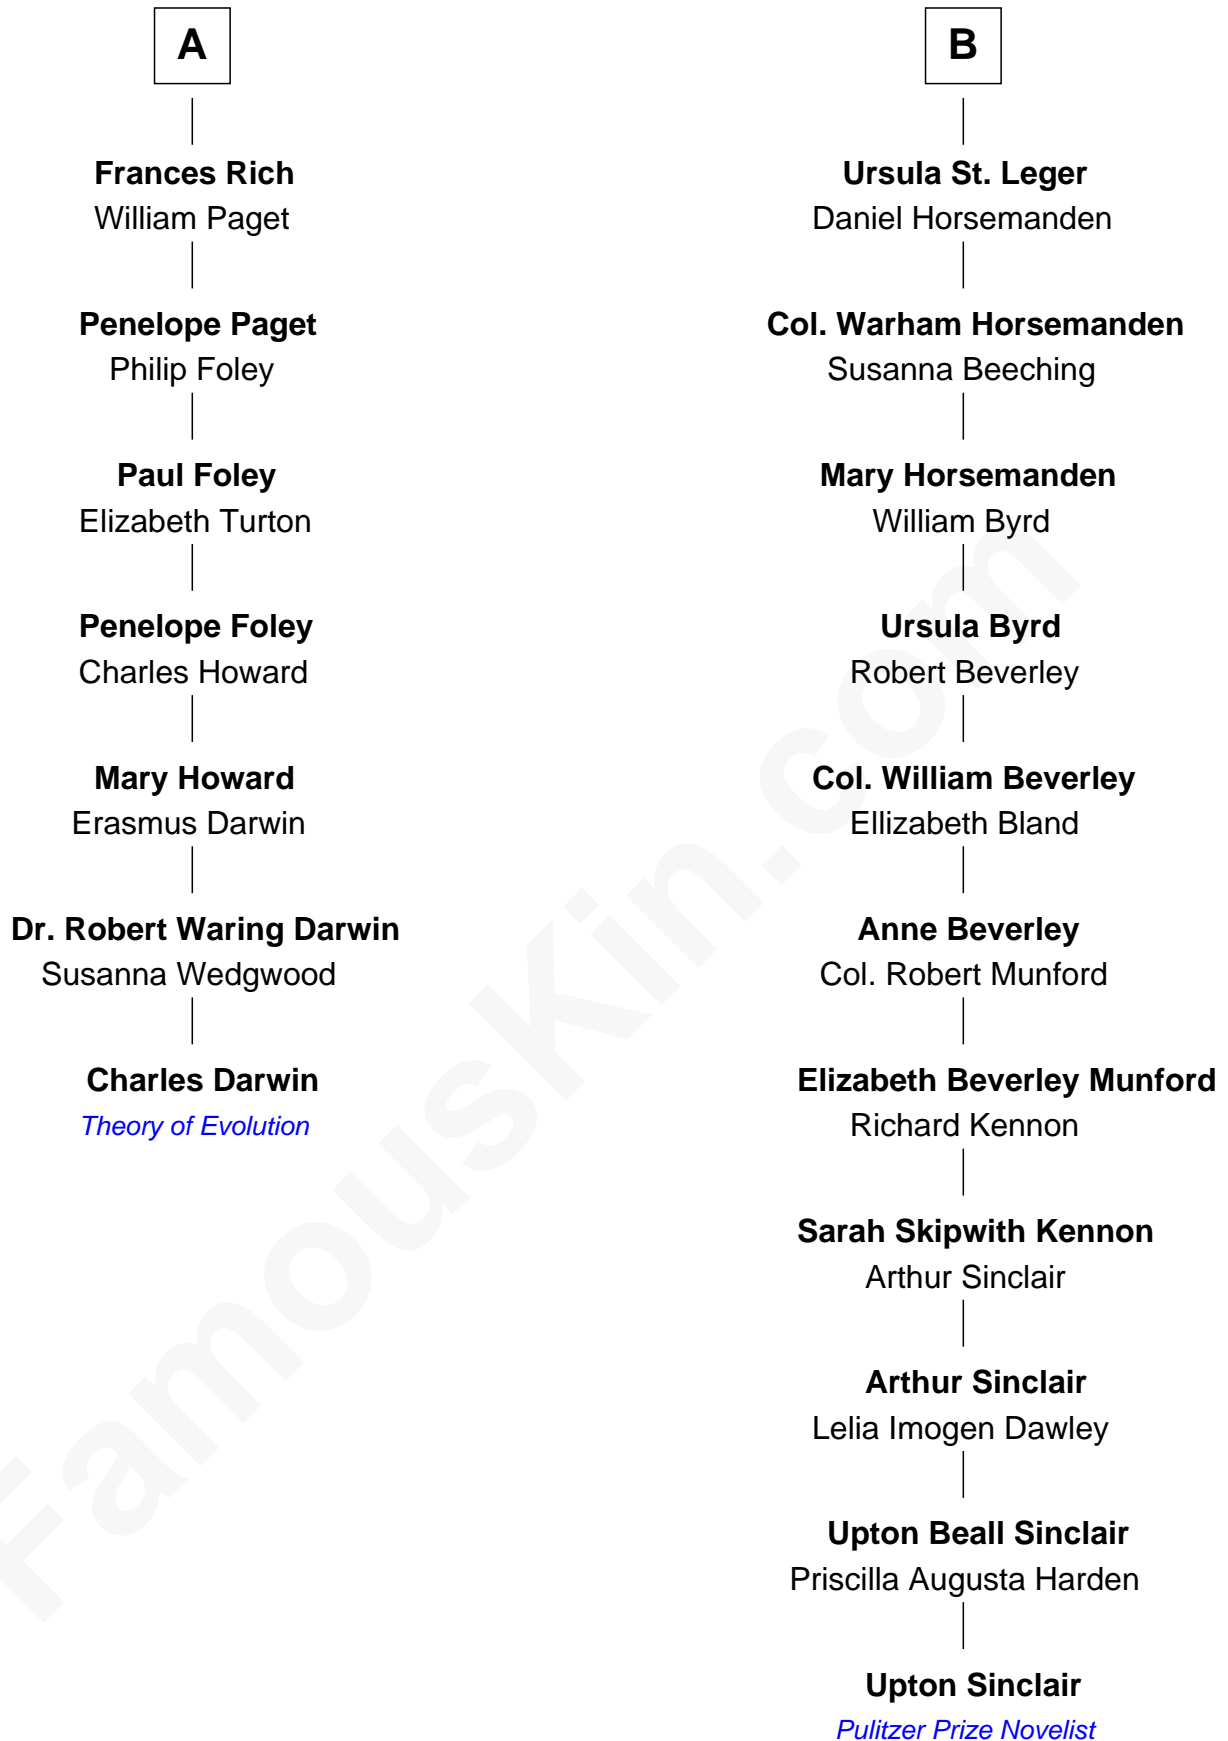 A
Frances Rich
William Paget
Penelope Paget
Philip Foley
Paul Foley
Elizabeth Turton
Penelope Foley
Charles Howard
Mary Howard
Erasmus Darwin
Dr. Robert Waring Darwin
Susanna Wedgwood
Charles Darwin
Theory of Evolution
B
Ursula St. Leger
Daniel Horsemanden
Col. Warham Horsemanden
Susanna Beeching
Mary Horsemanden
William Byrd
Ursula Byrd
Robert Beverley
Col. William Beverley
Ellizabeth Bland
Anne Beverley
Col. Robert Munford
Elizabeth Beverley Munford
Richard Kennon
Sarah Skipwith Kennon
Arthur Sinclair
Arthur Sinclair
Lelia Imogen Dawley
Upton Beall Sinclair
Priscilla Augusta Harden
Upton Sinclair
Pulitzer Prize Novelist
FamousKin.com